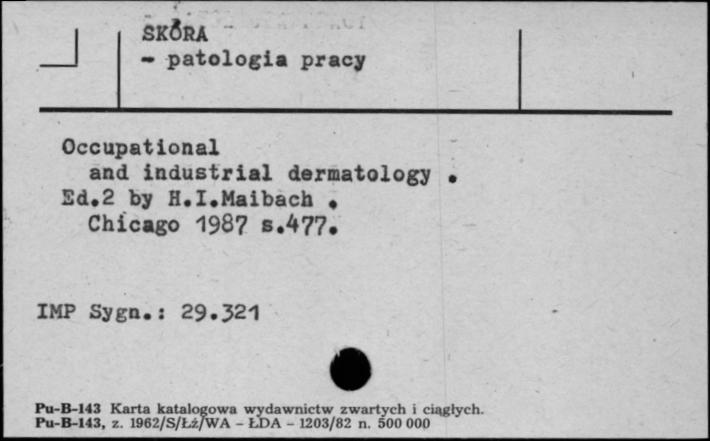 SKÓRA
- patologia pracy
Occupational
and industrial dermatology .
Ed.2 by H.I.Maibach .
Chicago 1987 s.477.
IMP Sygn.: 29.321
Pu-B-143 Karta katalogowa wydawnictw zwartych i ciągłych.
Pu-B-143, z. 1962/S/Łź/WA - ŁDA - 1203/82 n. 500 000